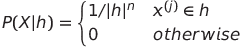 P(X|h) = { 1/|h|ⁿ   x⁽ʲ⁾ ∈ h
0   otherwise